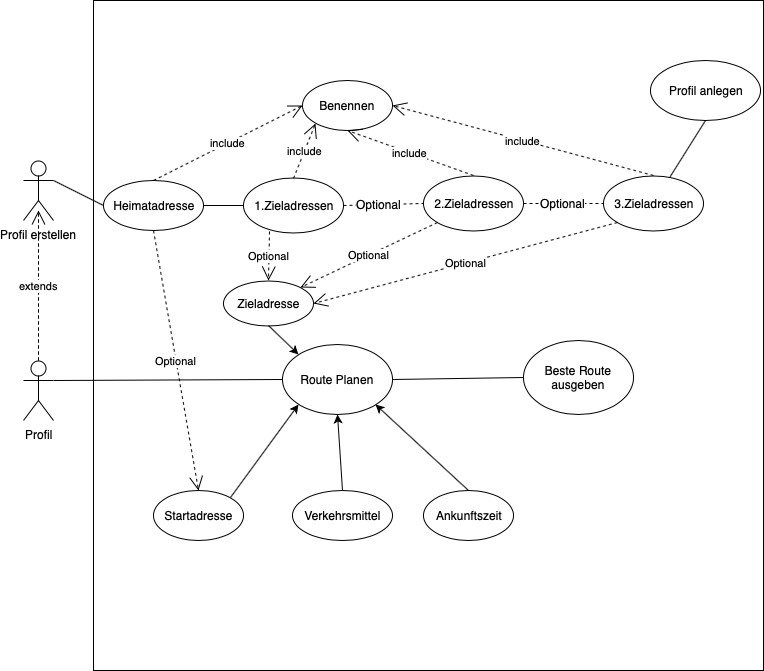 Profil anlegen
Benennen
include
include
include
include
Heimatadresse
1.Zieladressen
Optional
2.Zieladressen
Optional
3.Zieladressen
Profil erstellen
Optional
Optional
Optional
extends
Zieladresse
Optional
Route Planen
Beste Route
ausgeben
Profil
Startadresse
Verkehrsmittel
Ankunftszeit